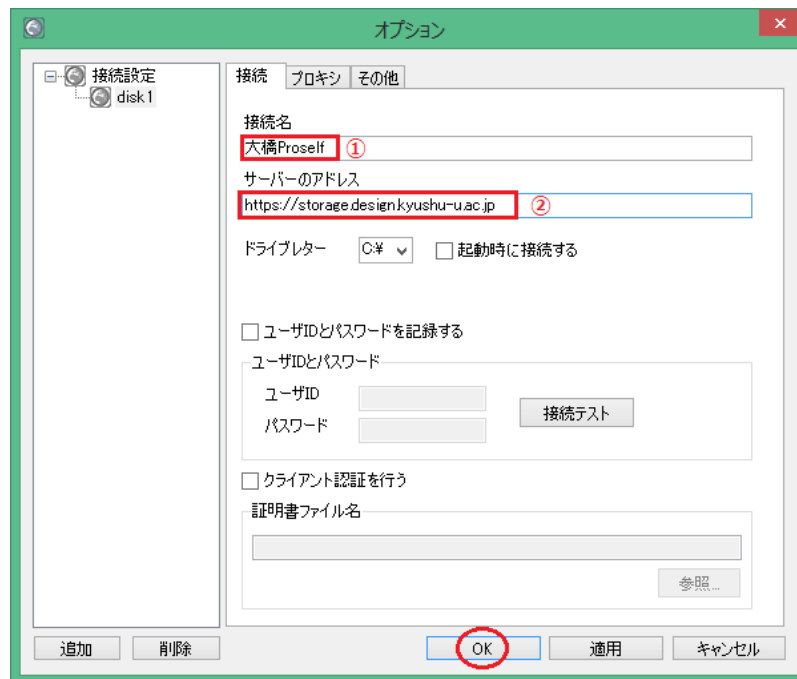 オプション
接続設定
disk1
接続 プロキシ その他
接続名
大橋Proself ①
サーバーのアドレス
https://storage.design.kyushu-u.ac.jp ②
ドライブレター C:¥ 起動時に接続する
ユーザIDとパスワードを記録する
ユーザIDとパスワード
ユーザID
パスワード
接続テスト
クライアント認証を行う
証明書ファイル名
参照...
追加 削除 OK 適用 キャンセル